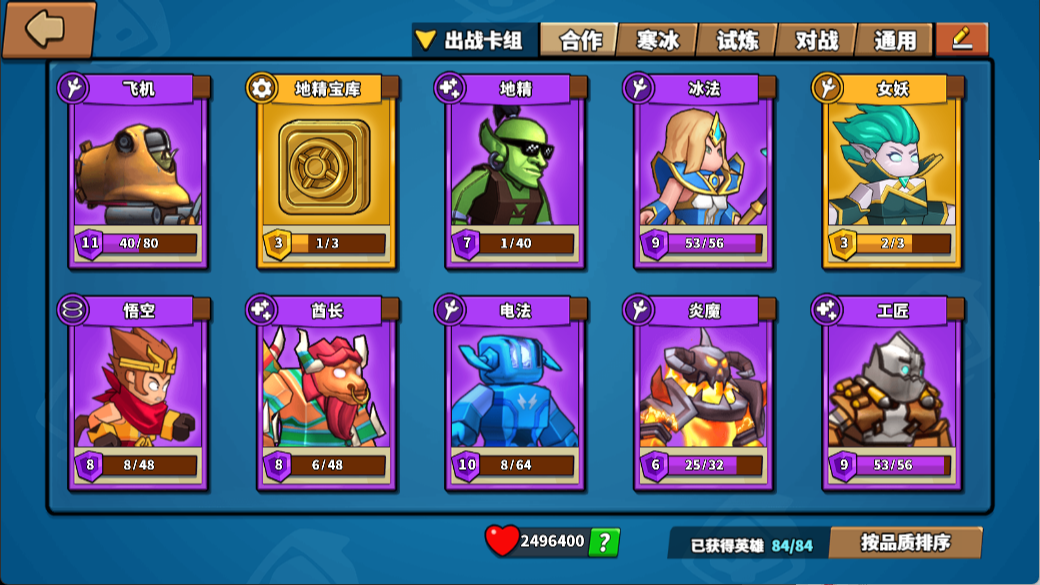 出战卡组 合作 寒冰 试炼 对战 通用
飞机 地精宝库 地精 冰法 女妖
11 40/80 3 1/3 7 1/40 9 53/56 3 2/3
悟空 酋长 电法 炎魔 工匠
8 8/48 8 6/48 10 8/64 6 25/32 9 53/56
2496400 ? 已获得英雄 84/84 按品质排序